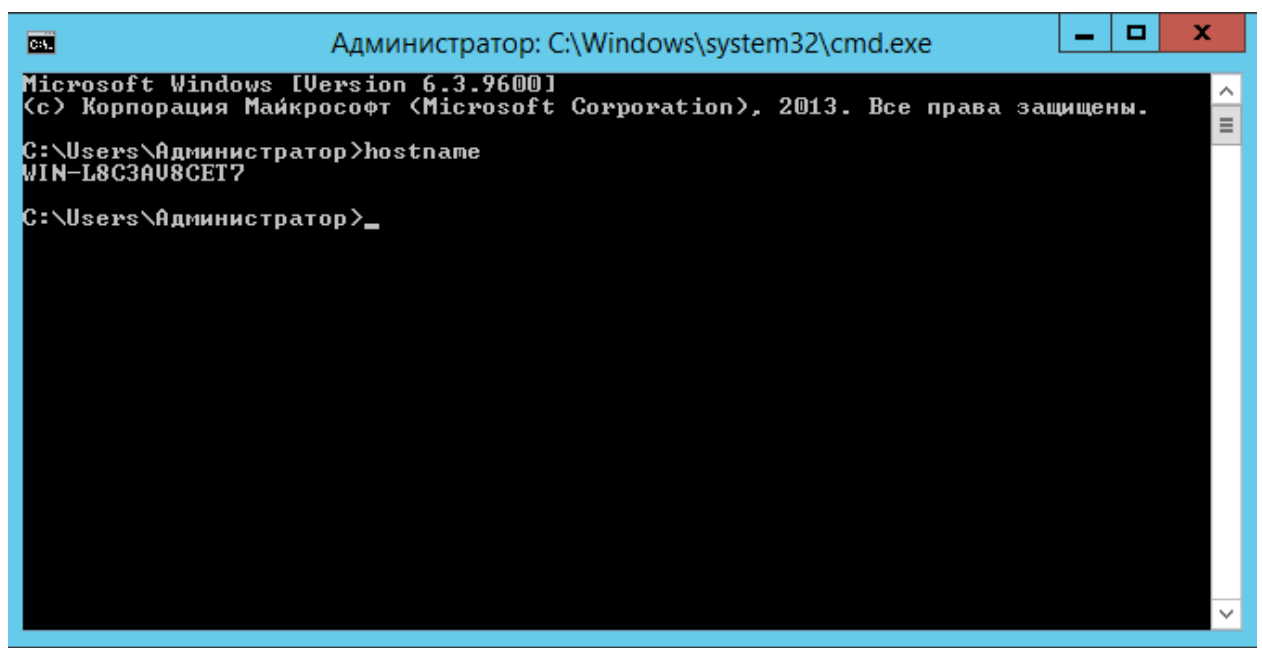 Администратор: C:\Windows\system32\cmd.exe
Microsoft Windows [Version 6.3.9600]
(c) Корпорация Майкрософт (Microsoft Corporation), 2013. Все права защищены.
C:\Users\Администратор>hostname
WIN-L8C3AV8CET7
C:\Users\Администратор>_